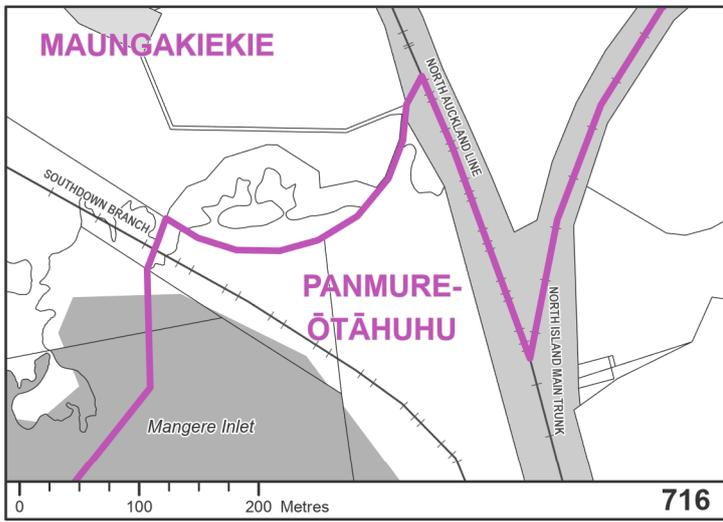 MAUNGAKIEKIE
NORTH AUCKLAND LINE
SOUTHDOWN BRANCH
PANMURE-
ŌTĀHUHU
NORTH ISLAND MAIN TRUNK
Mangere Inlet
0 100 200 Metres
716